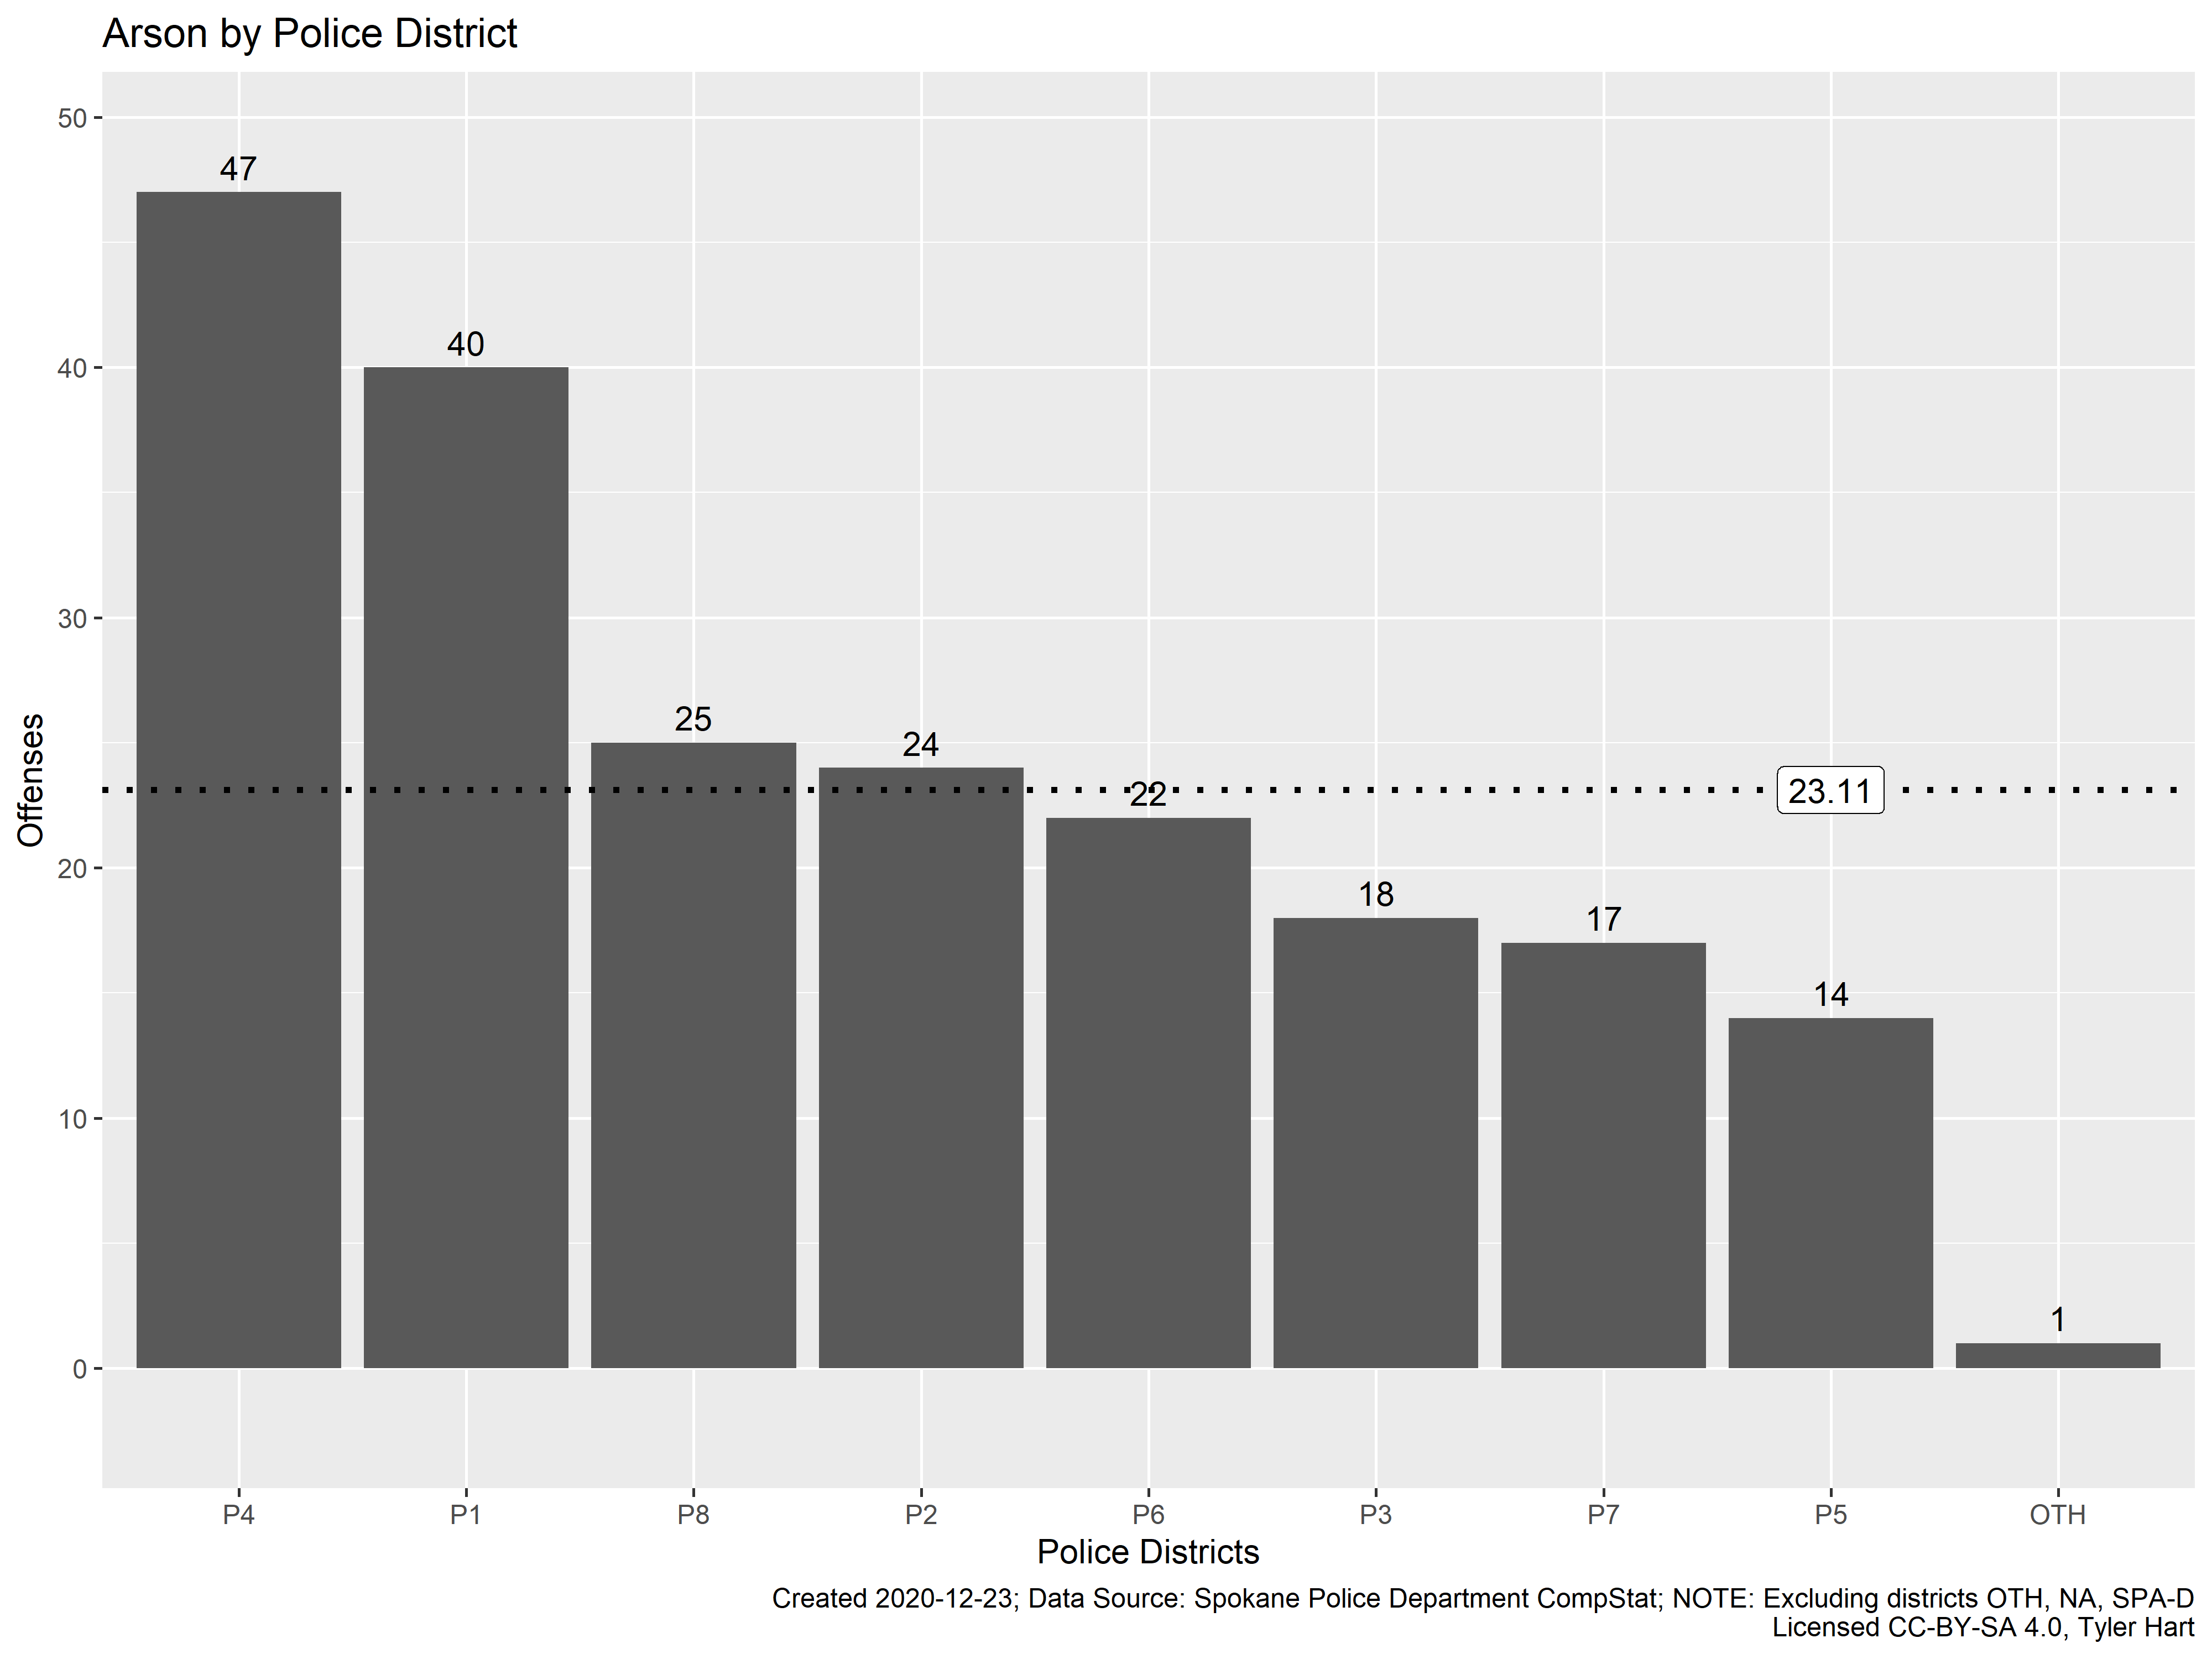 Arson by Police District
Offenses
50
40
30
20
10
0
47
40
25
24
22
18
17
14
1
23.11
P4
P1
P8
P2
P6
P3
P7
P5
OTH
Police Districts
Created 2020-12-23; Data Source: Spokane Police Department CompStat; NOTE: Excluding districts OTH, NA, SPA-D
Licensed CC-BY-SA 4.0, Tyler Hart